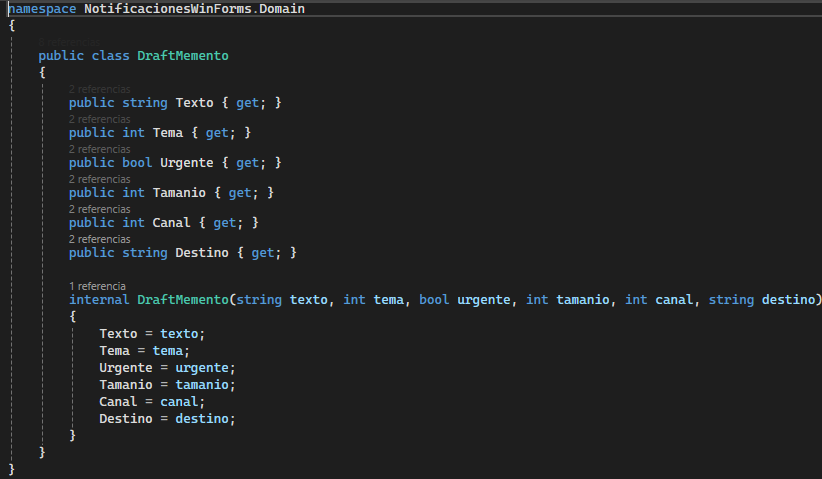 namespace NotificacionesWinForms.Domain
{
public class DraftMemento
{
2 referencias
public string Texto { get; }
2 referencias
public int Tema { get; }
2 referencias
public bool Urgente { get; }
2 referencias
public int Tamanio { get; }
2 referencias
public int Canal { get; }
2 referencias
public string Destino { get; }
1 referencia
internal DraftMemento(string texto, int tema, bool urgente, int tamanio, int canal, string destino)
{
Texto = texto;
Tema = tema;
Urgente = urgente;
Tamanio = tamanio;
Canal = canal;
Destino = destino;
}
}
}